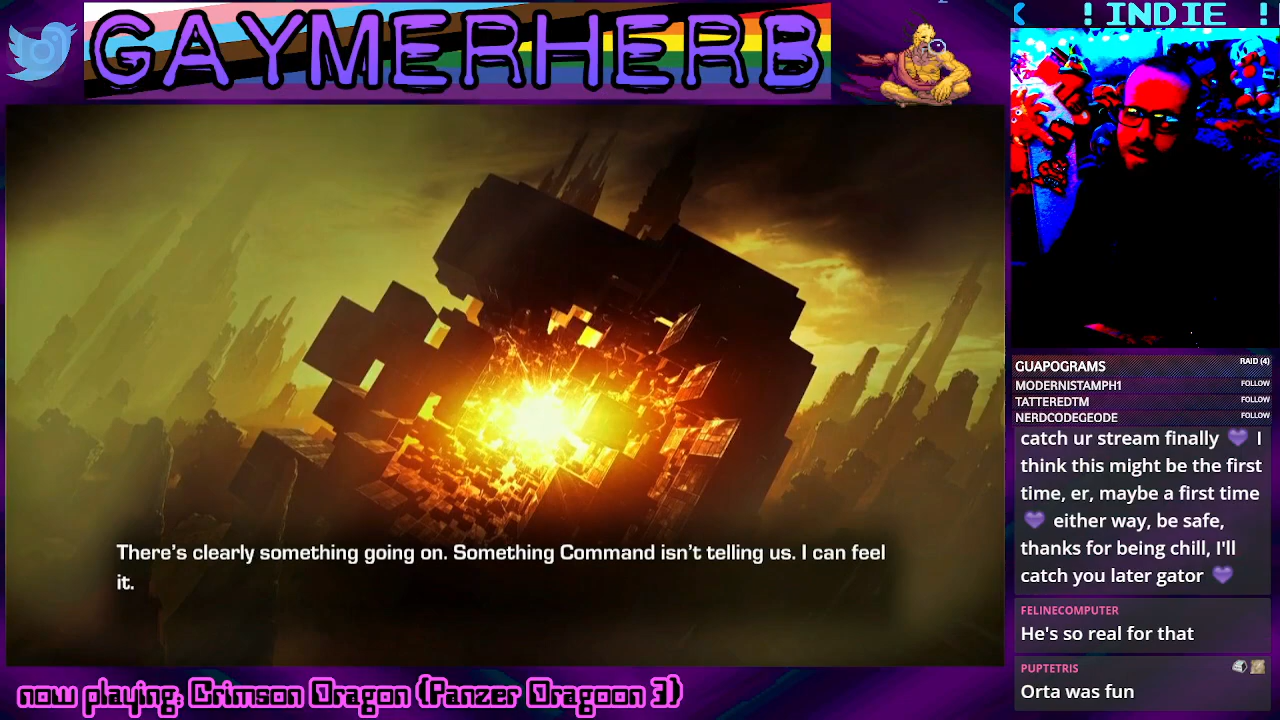 GAYMERHERB
! INDIE !
There's clearly something going on. Something Command isn't telling us. I can feel
it.
GUAPOGRAMS RAID (4)
MODERNISTAMPH1 FOLLOW
TATTEREDTM FOLLOW
NERDCODEGEODE FOLLOW
catch ur stream finally 💜 I
think this might be the first
time, er, maybe a first time
💜 either way, be safe,
thanks for being chill, I'll
catch you later gator 💜
FELINECOMPUTER
He's so real for that
PUPTETRIS
Orta was fun
now playing: Crimson Dragon (Panzer Dragoon 3)